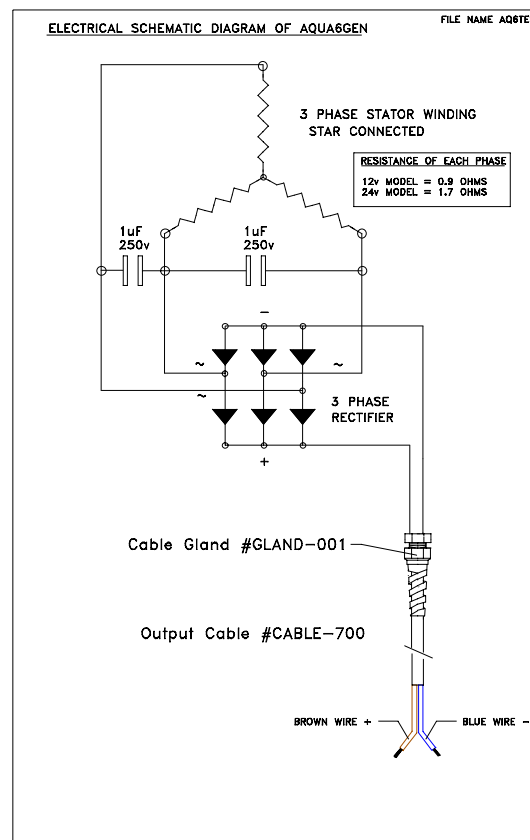 ELECTRICAL SCHEMATIC DIAGRAM OF AQUA6GEN
FILE NAME AQ6TE
3 PHASE STATOR WINDING
STAR CONNECTED
RESISTANCE OF EACH PHASE
12v MODEL = 0.9 OHMS
24v MODEL = 1.7 OHMS
1uF
250v
1uF
250v
-
~
~
~
3 PHASE
RECTIFIER
+
Cable Gland #GLAND-001
Output Cable #CABLE-700
BROWN WIRE +
BLUE WIRE -